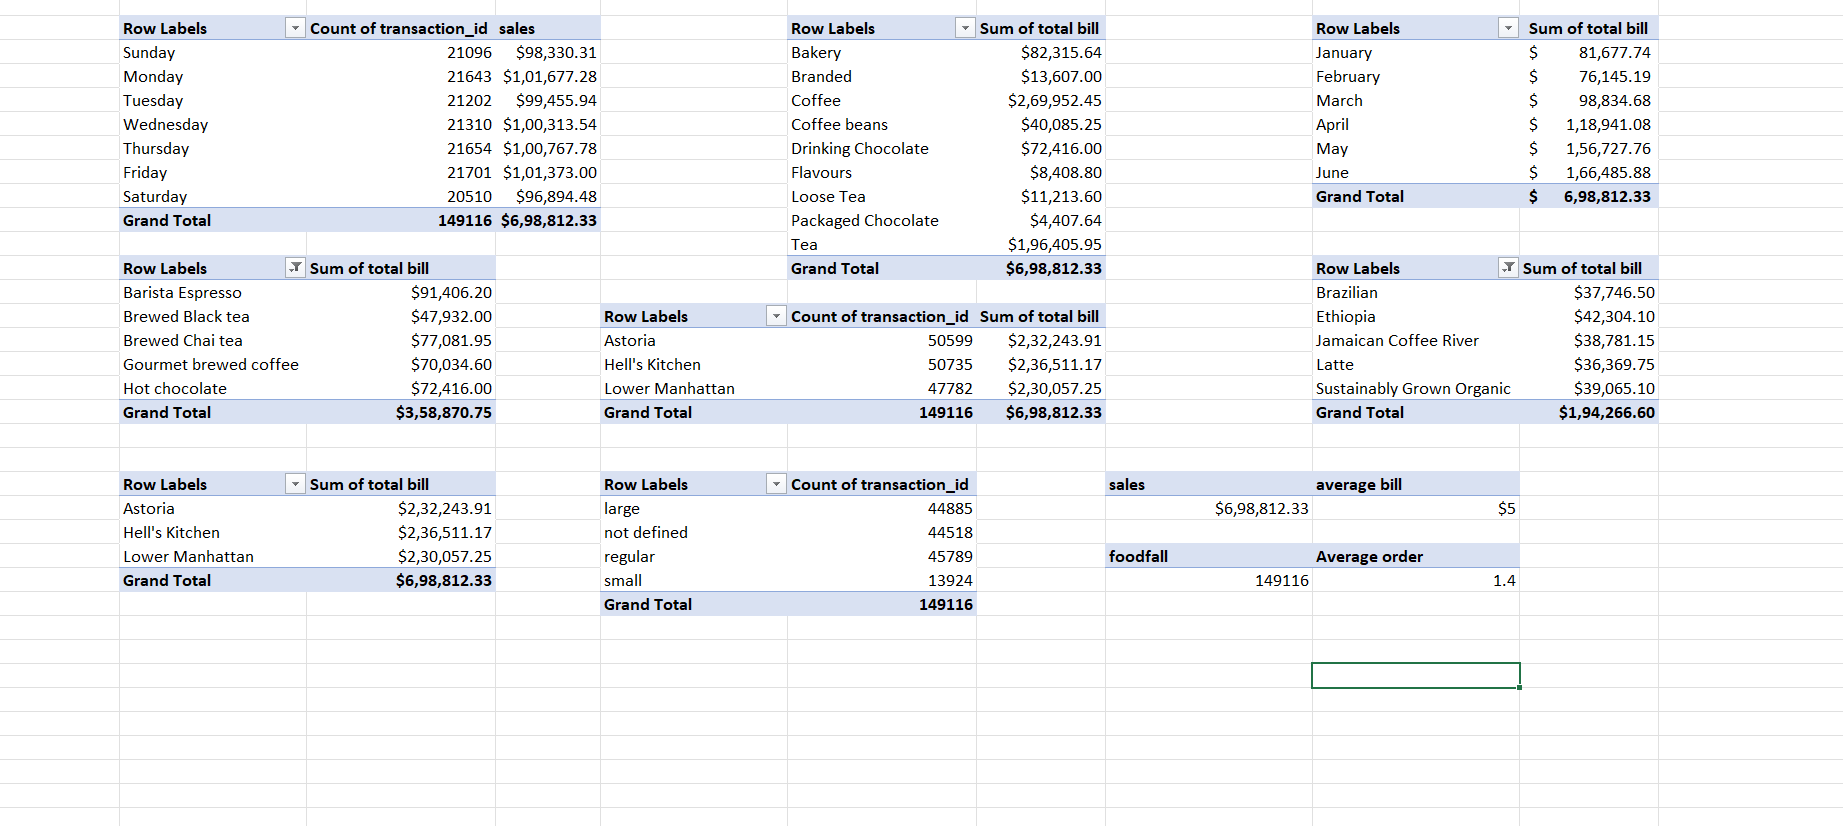 Row Labels Count of transaction_id sales
Sunday 21096 $98,330.31
Monday 21643 $1,01,677.28
Tuesday 21202 $99,455.94
Wednesday 21310 $1,00,313.54
Thursday 21654 $1,00,767.78
Friday 21701 $1,01,373.00
Saturday 20510 $96,894.48
Grand Total 149116 $6,98,812.33
Row Labels Sum of total bill
Bakery $82,315.64
Branded $13,607.00
Coffee $2,69,952.45
Coffee beans $40,085.25
Drinking Chocolate $72,416.00
Flavours $8,408.80
Loose Tea $11,213.60
Packaged Chocolate $4,407.64
Tea $1,96,405.95
Grand Total $6,98,812.33
Row Labels Sum of total bill
January $ 81,677.74
February $ 76,145.19
March $ 98,834.68
April $ 1,18,941.08
May $ 1,56,727.76
June $ 1,66,485.88
Grand Total $ 6,98,812.33
Row Labels Sum of total bill
Barista Espresso $91,406.20
Brewed Black tea $47,932.00
Brewed Chai tea $77,081.95
Gourmet brewed coffee $70,034.60
Hot chocolate $72,416.00
Grand Total $3,58,870.75
Row Labels Count of transaction_id Sum of total bill
Astoria 50599 $2,32,243.91
Hell's Kitchen 50735 $2,36,511.17
Lower Manhattan 47782 $2,30,057.25
Grand Total 149116 $6,98,812.33
Row Labels Sum of total bill
Brazilian $37,746.50
Ethiopia $42,304.10
Jamaican Coffee River $38,781.15
Latte $36,369.75
Sustainably Grown Organic $39,065.10
Grand Total $1,94,266.60
Row Labels Sum of total bill
Astoria $2,32,243.91
Hell's Kitchen $2,36,511.17
Lower Manhattan $2,30,057.25
Grand Total $6,98,812.33
Row Labels Count of transaction_id
large 44885
not defined 44518
regular 45789
small 13924
Grand Total 149116
sales average bill
$6,98,812.33 $5
foodfall Average order
149116 1.4